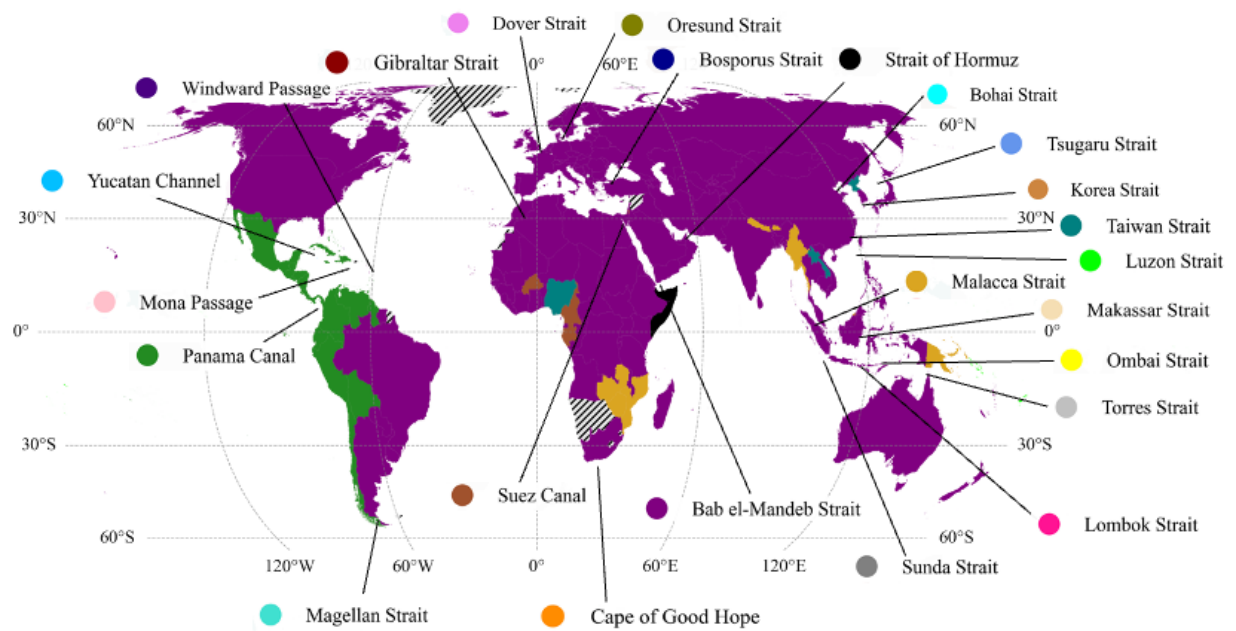 Dover Strait
Oresund Strait
Gibraltar Strait
0°
60°E
Bosporus Strait
Strait of Hormuz
Windward Passage
Bohai Strait
60°N
60°N
Tsugaru Strait
Yucatan Channel
Korea Strait
30°N
30°N
Taiwan Strait
Luzon Strait
Malacca Strait
Mona Passage
Makassar Strait
0°
0°
Panama Canal
Ombai Strait
Torres Strait
30°S
30°S
Suez Canal
Bab el-Mandeb Strait
Lombok Strait
60°S
60°S
120°W
60°W
0°
60°E
120°E
Sunda Strait
Magellan Strait
Cape of Good Hope